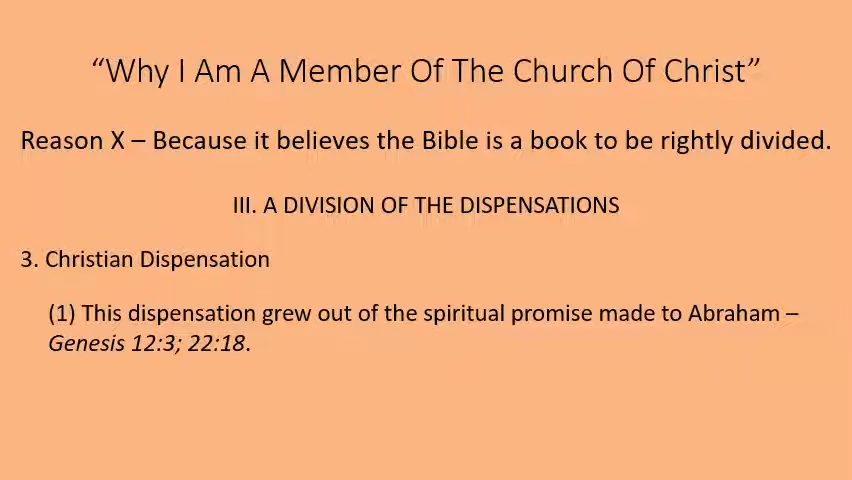 “Why I Am A Member Of The Church Of Christ”
Reason X – Because it believes the Bible is a book to be rightly divided.
III. A DIVISION OF THE DISPENSATIONS
3. Christian Dispensation
(1) This dispensation grew out of the spiritual promise made to Abraham –
Genesis 12:3; 22:18.